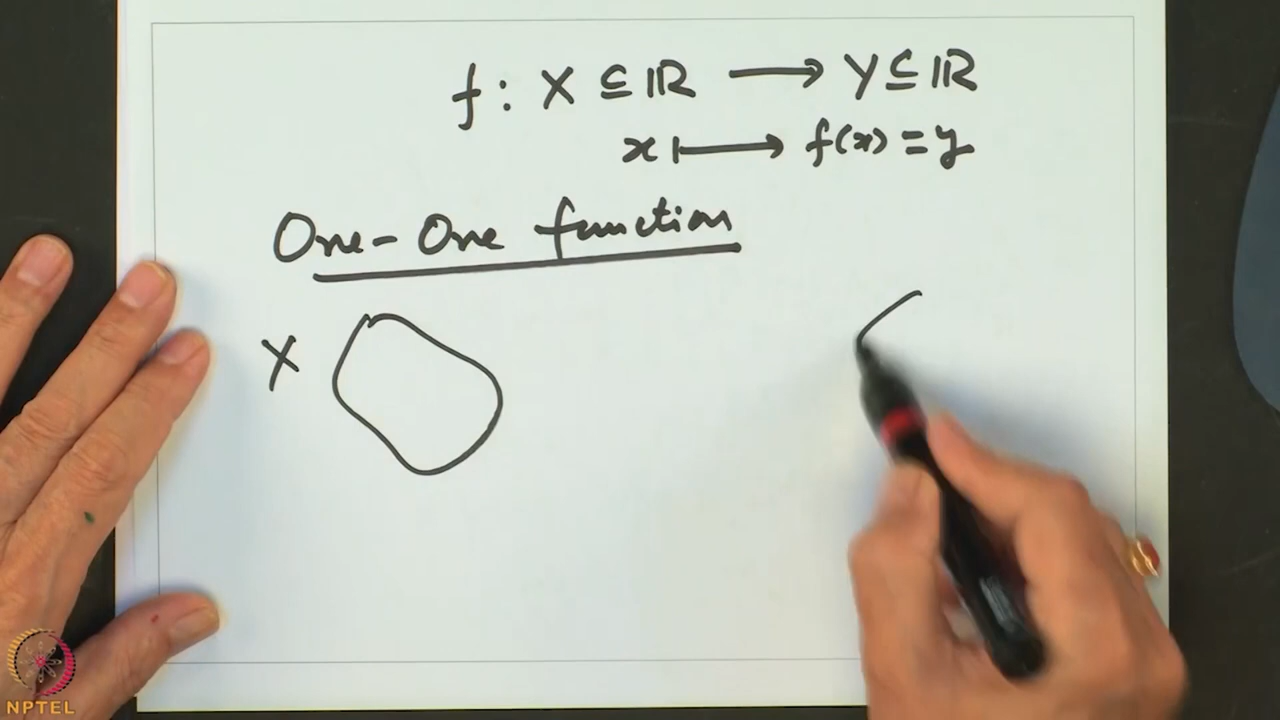 f: X ⊆ ℝ ⟶ Y ⊆ ℝ
x ⟼ f(x) = y
One-One function
X
NPTEL